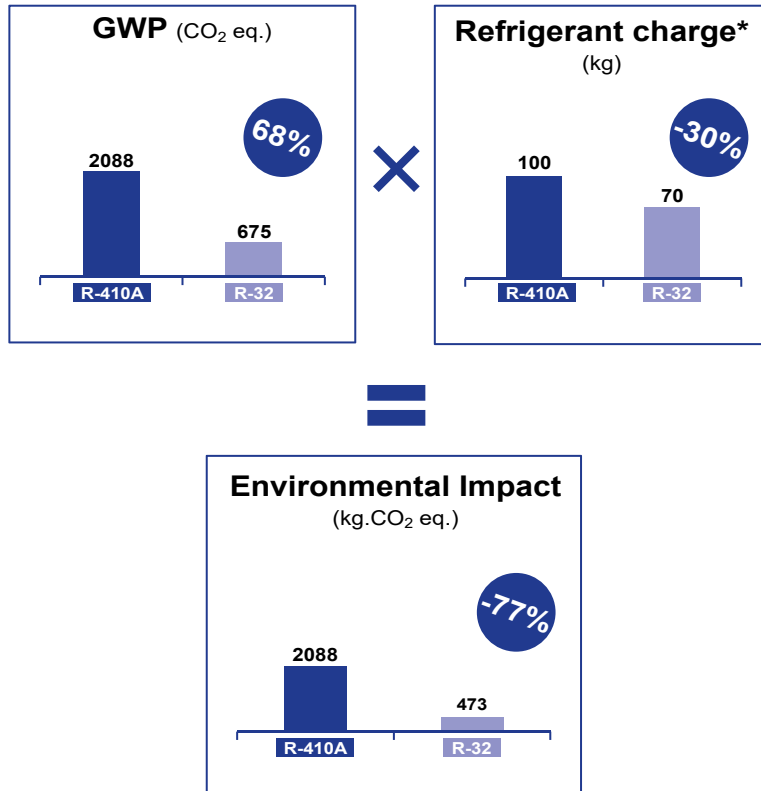 GWP (CO₂ eq.)
68%
2088
675
R-410A
R-32
×
Refrigerant charge*
(kg)
-30%
100
70
R-410A
R-32
=
Environmental Impact
(kg.CO₂ eq.)
-77%
2088
473
R-410A
R-32